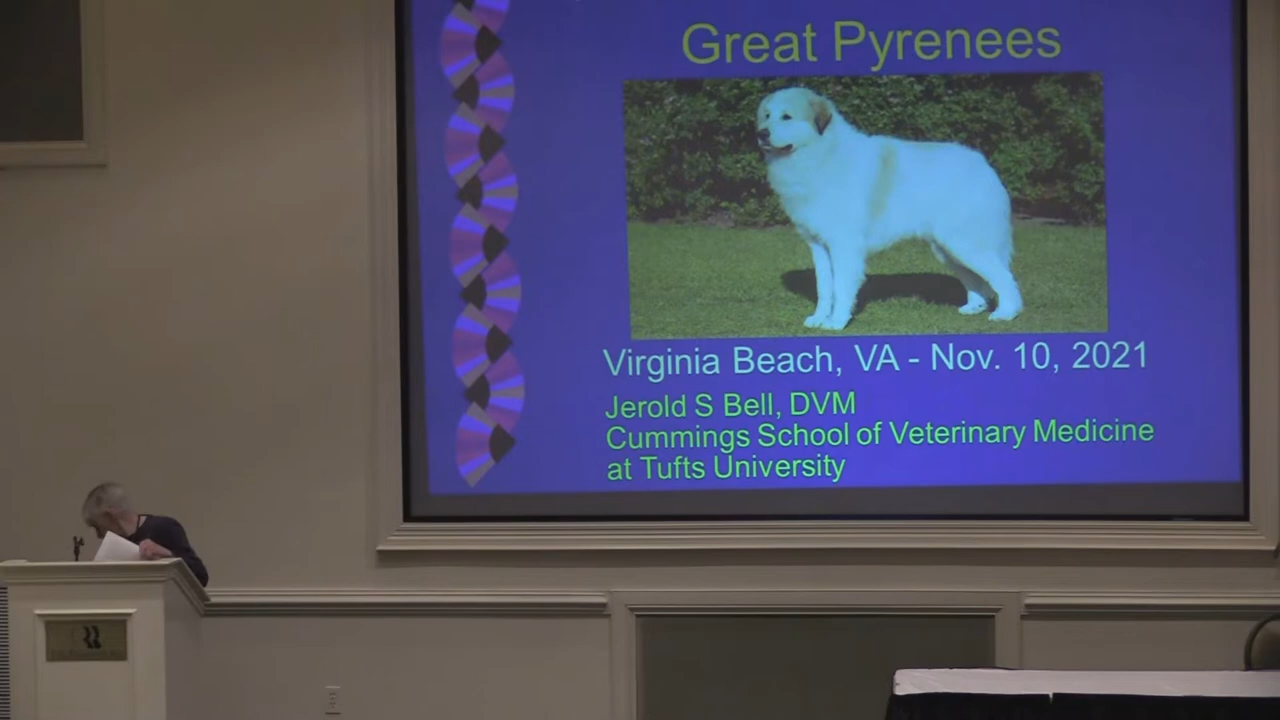 Great Pyrenees
Virginia Beach, VA - Nov. 10, 2021
Jerold S Bell, DVM
Cummings School of Veterinary Medicine
at Tufts University